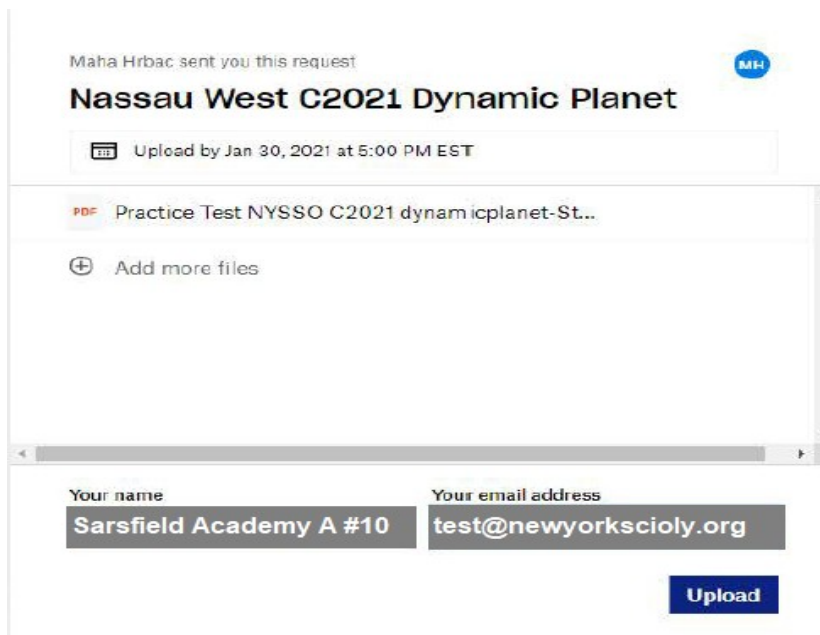 Maha Hrbac sent you this request
MH
Nassau West C2021 Dynamic Planet
Upload by Jan 30, 2021 at 5:00 PM EST
PDF Practice Test NYSSO C2021 dynamicplanet-St...
Add more files
Your name Your email address
Sarsfield Academy A #10 test@newyorkscioly.org
Upload